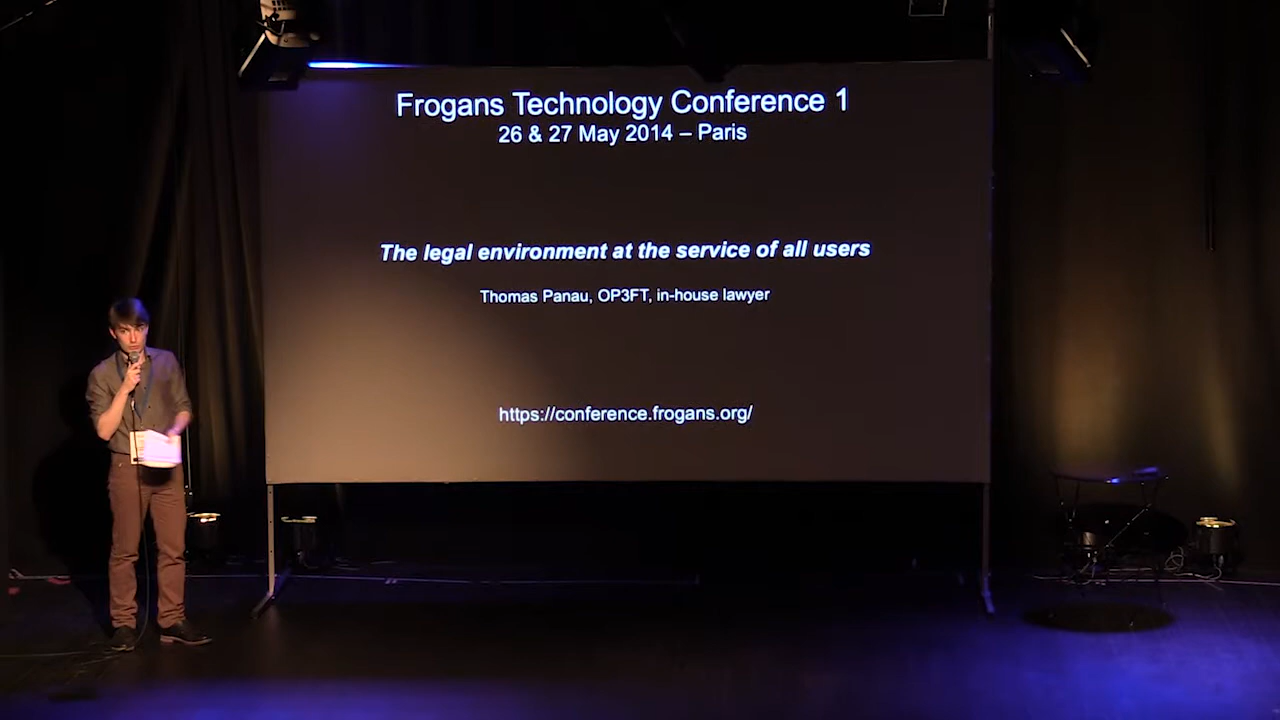 Frogans Technology Conference 1
26 & 27 May 2014 – Paris
The legal environment at the service of all users
Thomas Panau, OP3FT, in-house lawyer
https://conference.frogans.org/